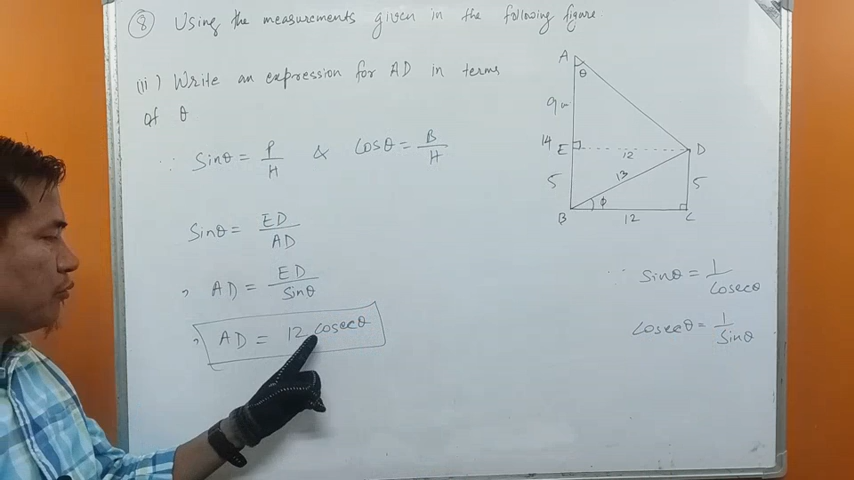 ⑧ Using the measurements given in the following figure
(ii) Write an expression for AD in terms
of θ
∵ Sinθ = P/H & Cosθ = B/H
Sinθ = ED/AD
, AD = ED/Sinθ
, AD = 12 Cosecθ
A
θ
9
14 E 12 D
5 13 5
B φ 12 C
∵ Sinθ = 1/Cosecθ
Cosecθ = 1/Sinθ